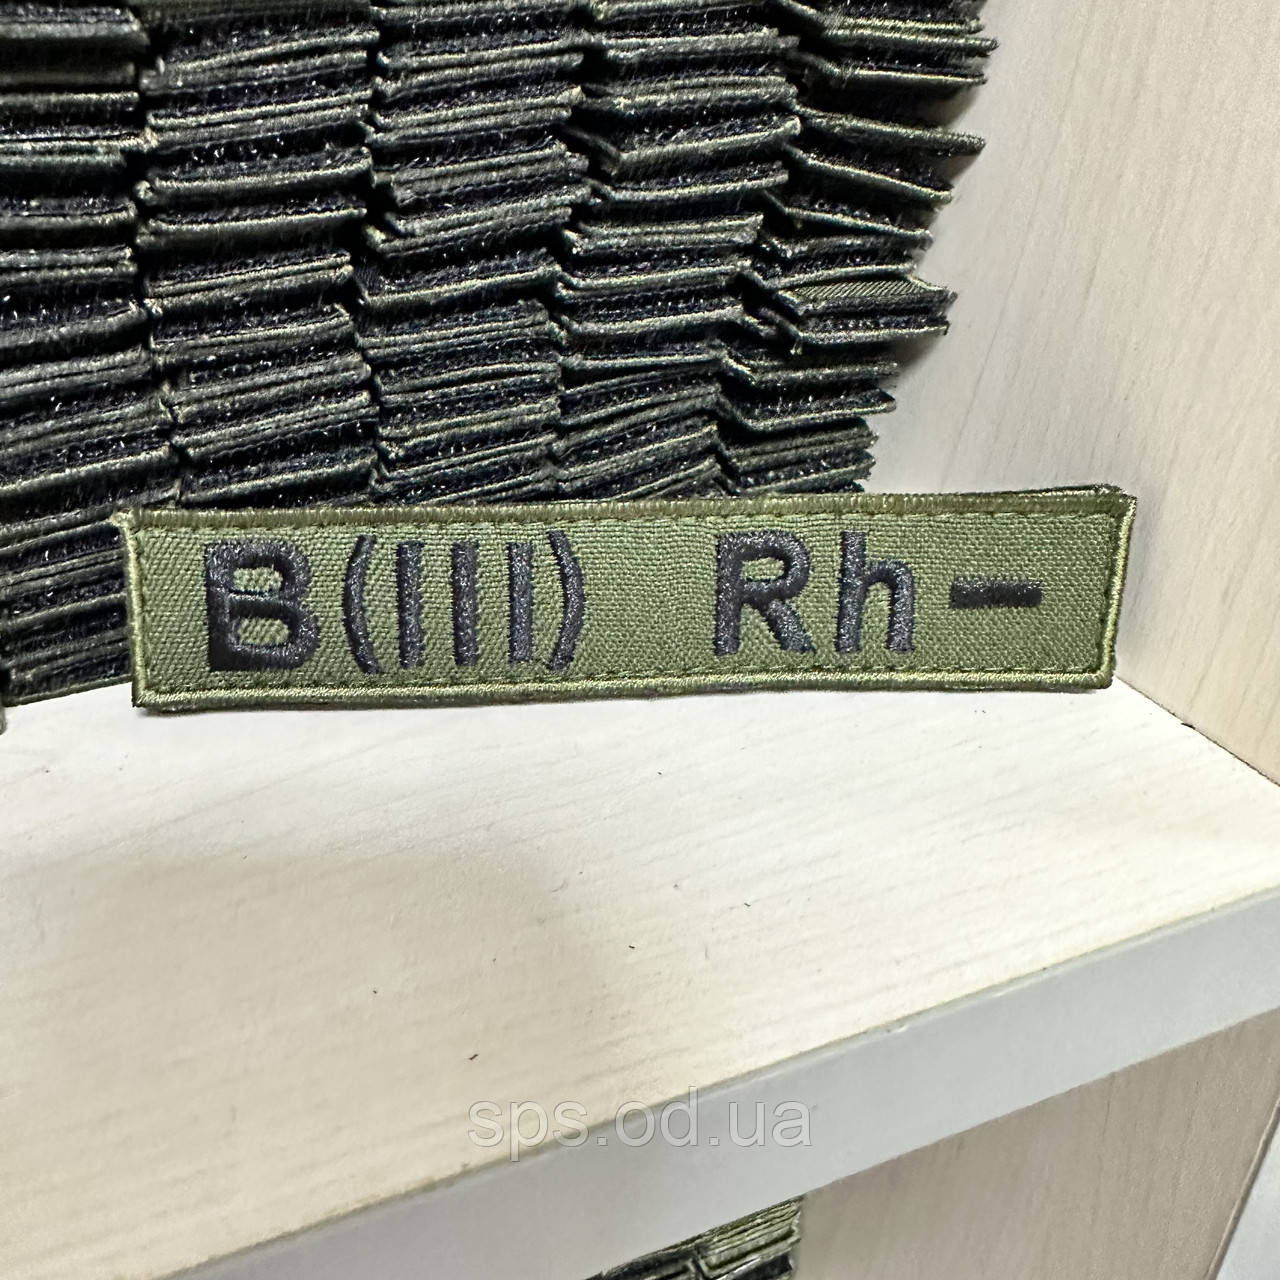 B(III) Rh-
sps.od.ua